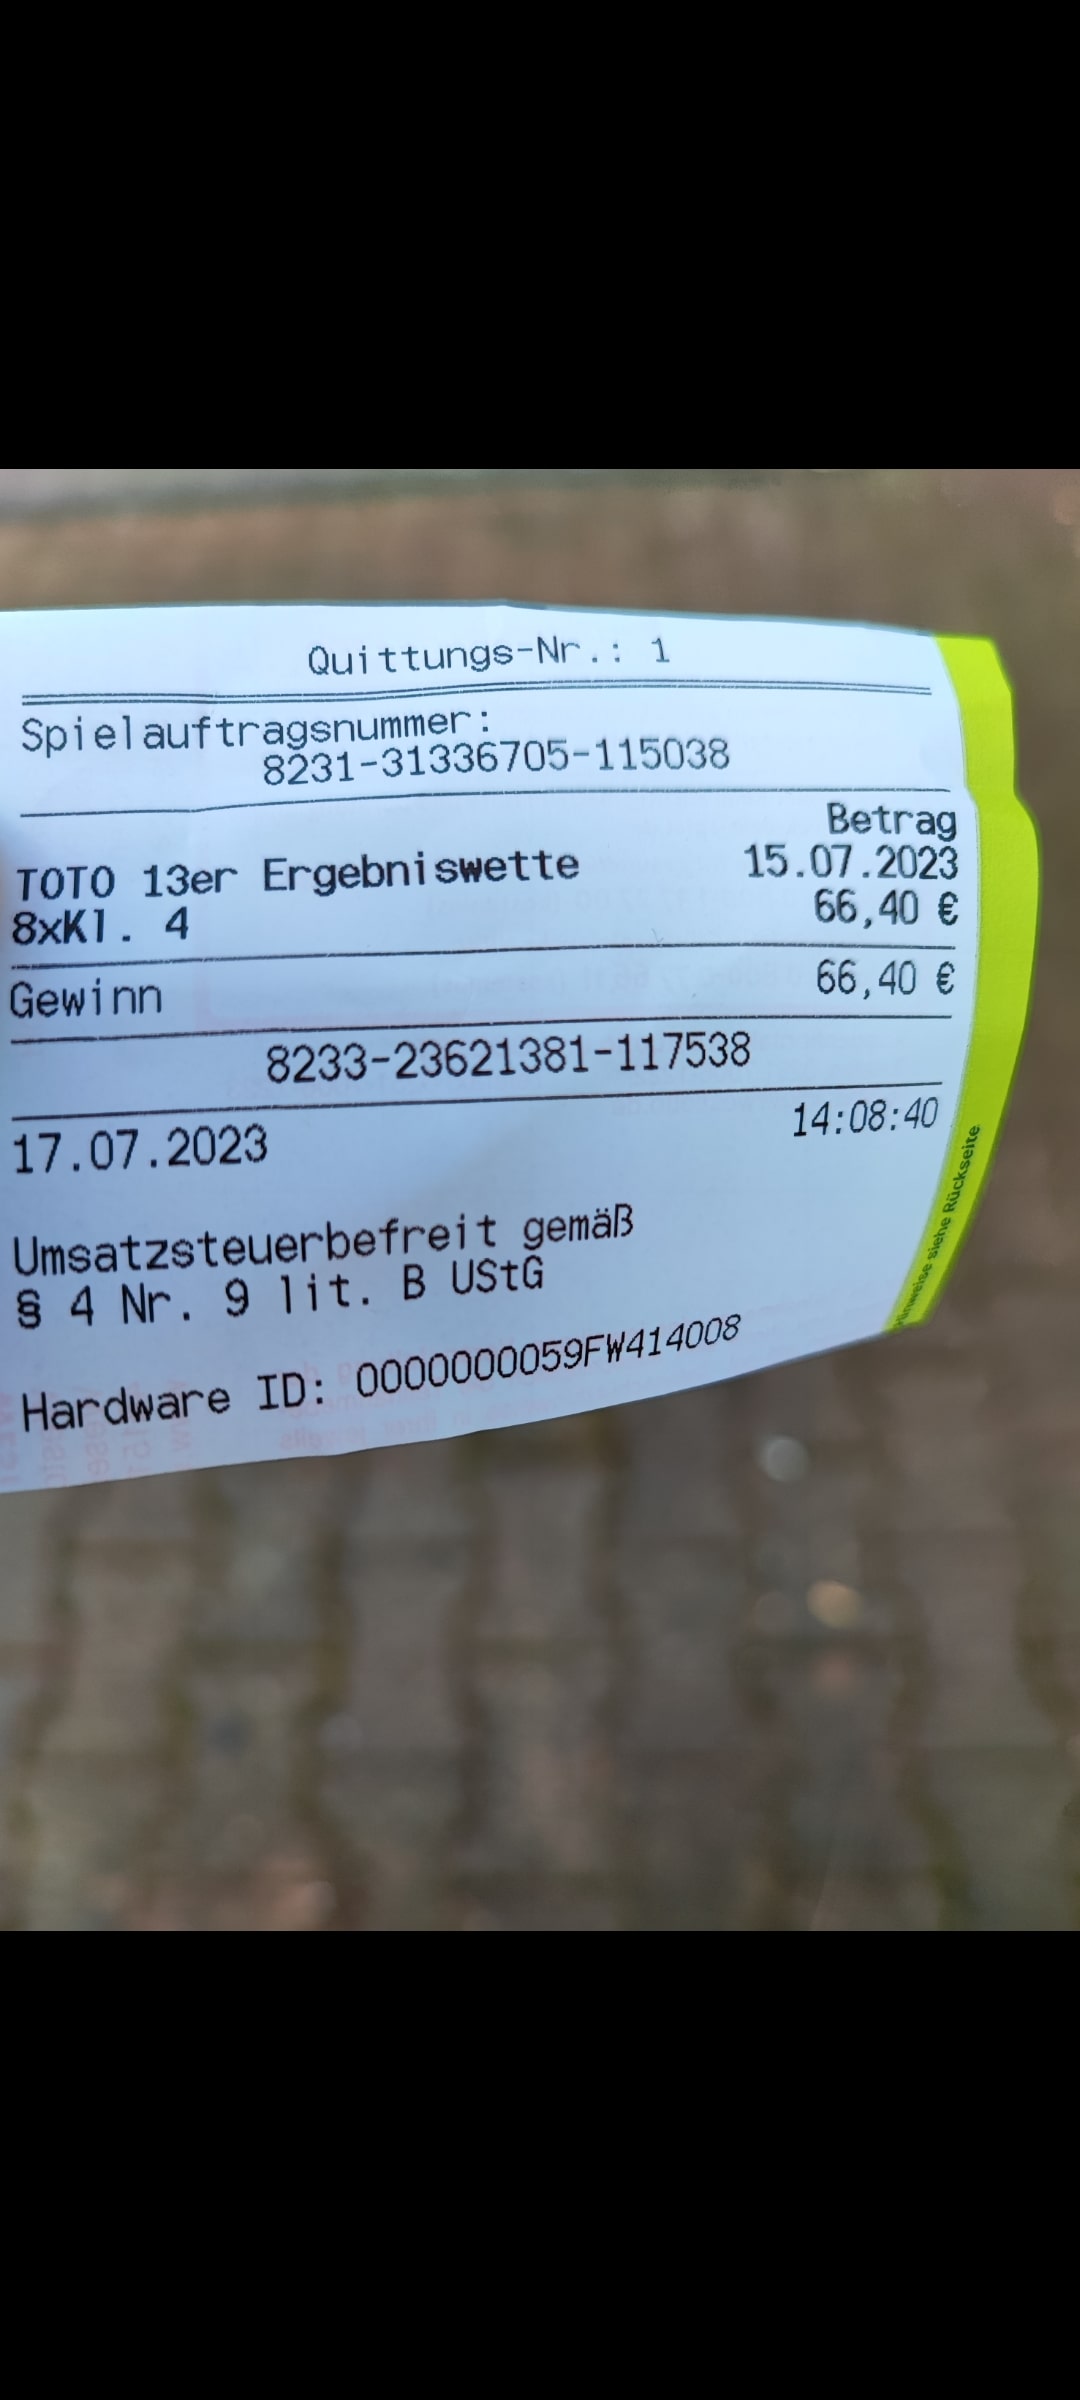 Quittungs-Nr.: 1
Spielauftragsnummer:
8231-31336705-115038
Betrag
TOTO 13er Ergebniswette 15.07.2023
8xKl. 4 66,40 €
Gewinn 66,40 €
8233-23621381-117538
17.07.2023 14:08:40
Umsatzsteuerbefreit gemäß
§ 4 Nr. 9 lit. B UStG
Hardware ID: 0000000059FW414008
siehe Rückseite